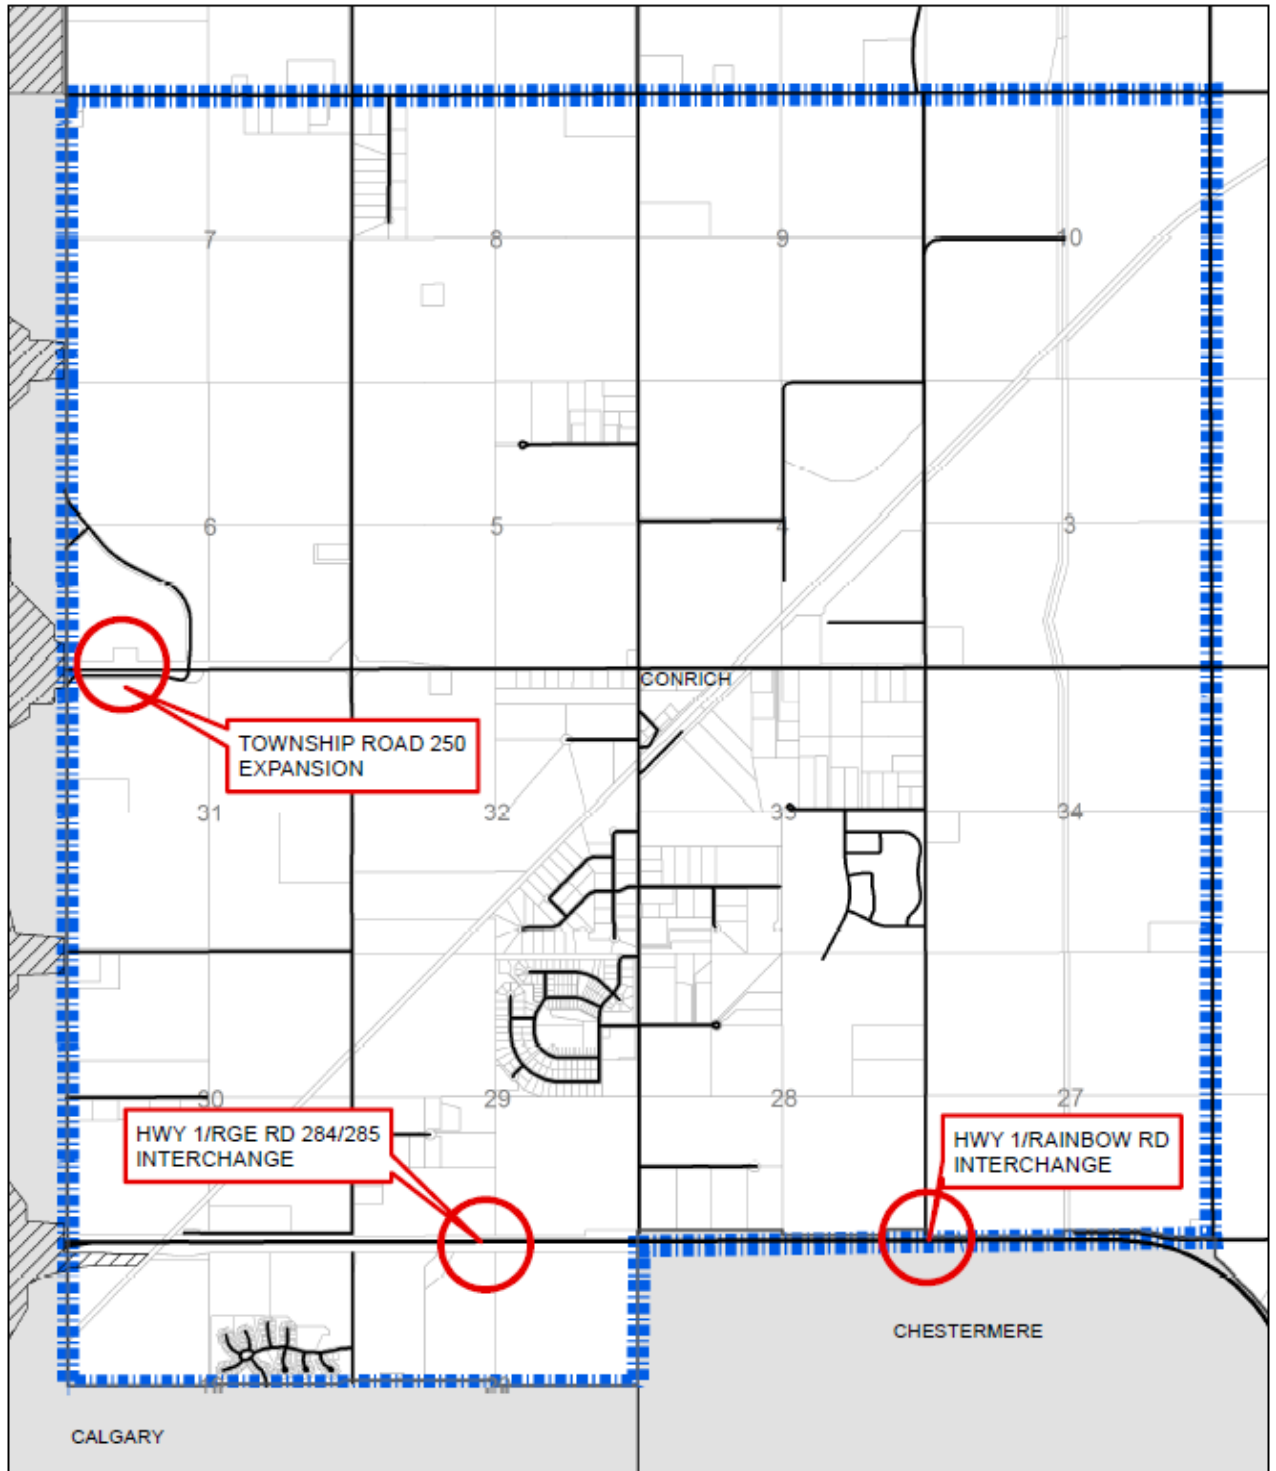 7
8
9
10
6
5
4
3
CONRICH
TOWNSHIP ROAD 250
EXPANSION
31
32
33
34
30
29
28
27
HWY 1/RGE RD 284/285
INTERCHANGE
HWY 1/RAINBOW RD
INTERCHANGE
CHESTERMERE
CALGARY